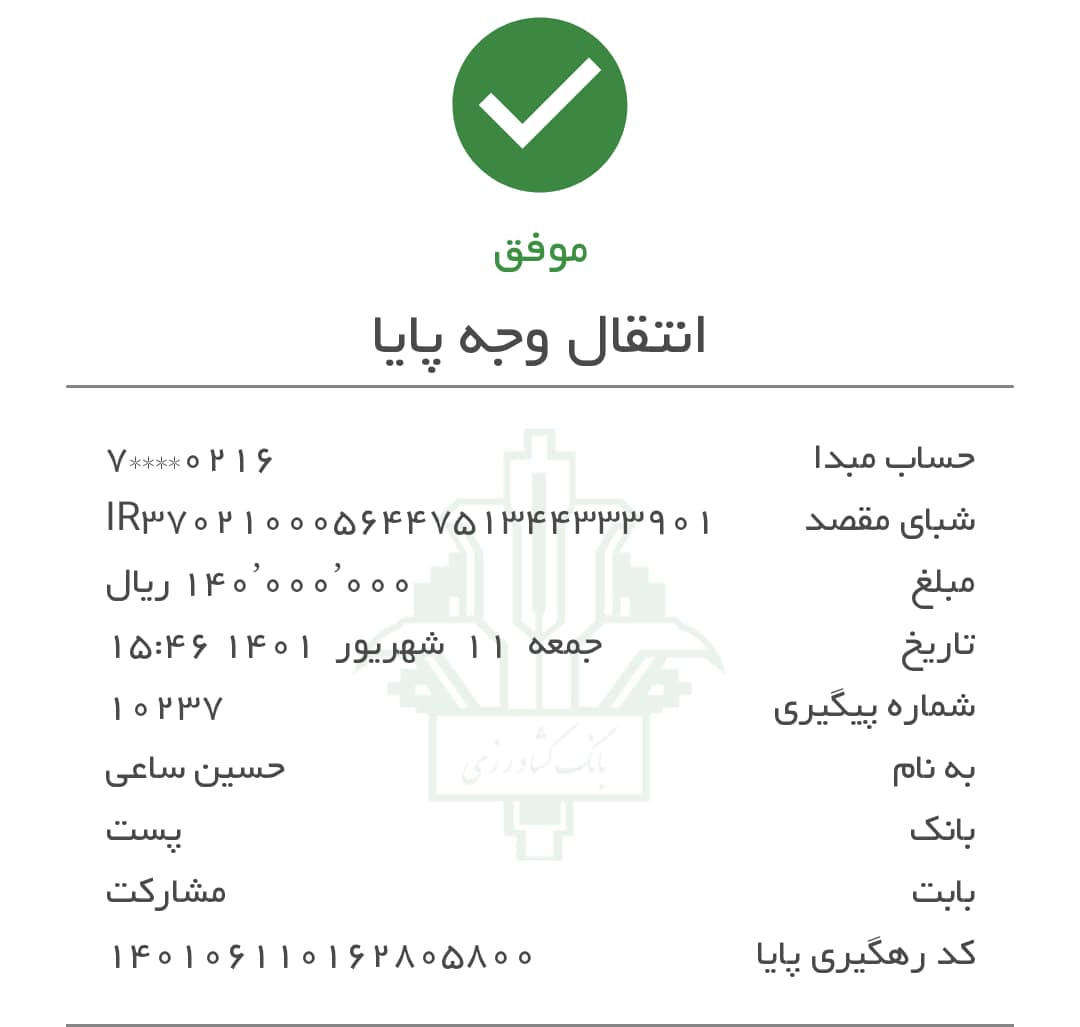 موفق
انتقال وجه پایا
حساب مبدا ۷****۰۲۱۶
شبای مقصد IR۳۷۰۲۱۰۰۰۵۶۴۴۷۵۱۳۴۴۳۳۳۹۰۱
مبلغ ۱۴۰٬۰۰۰٬۰۰۰ ریال
تاریخ جمعه ۱۱ شهریور ۱۴۰۱ ۱۵:۴۶
شماره پیگیری ۱۰۲۳۷
به نام حسین ساعی
بانک پست
بابت مشارکت
کد رهگیری پایا ۱۴۰۱۰۶۱۱۰۱۶۲۸۰۵۸۰۰
بانک کشاورزی